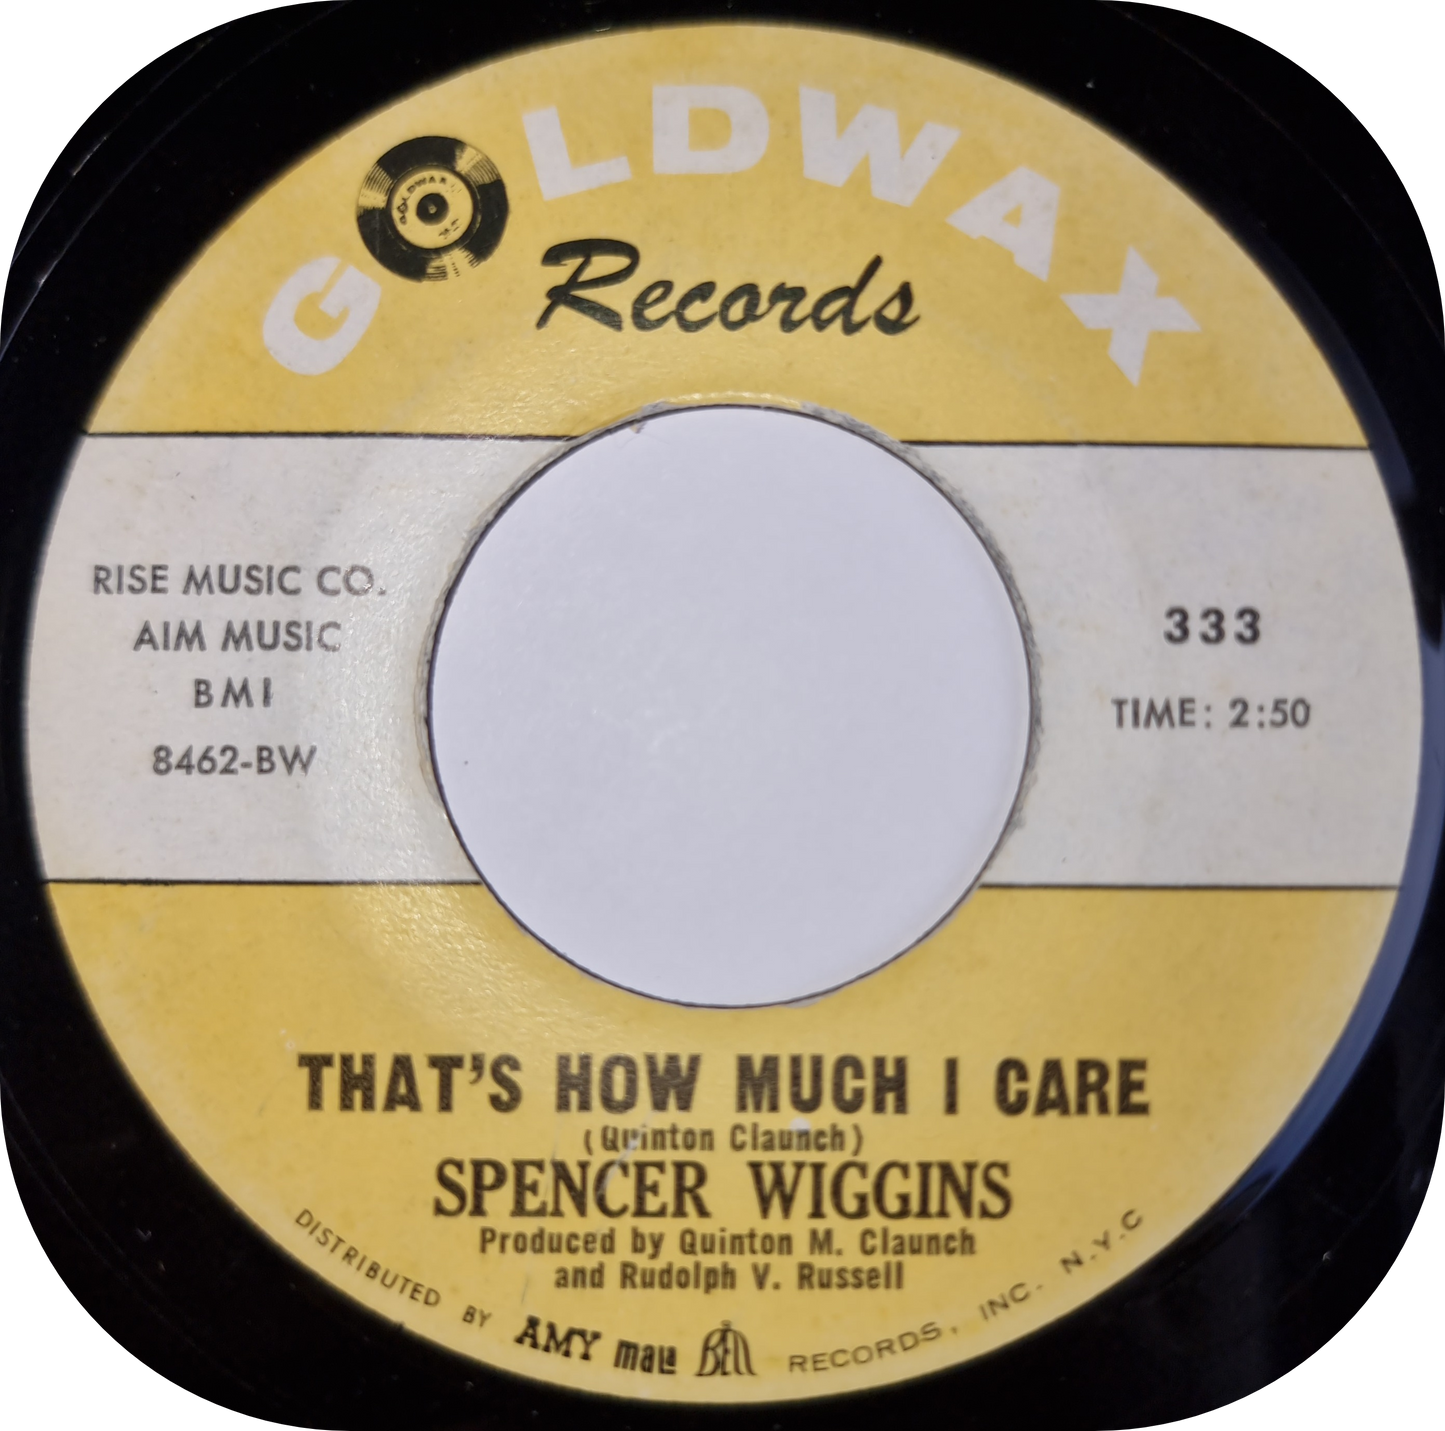 GOLDWAX
GOLDWAX
Records
RISE MUSIC CO.
AIM MUSIC
BMI
8462-BW
333
TIME: 2:50
THAT'S HOW MUCH I CARE
(Quinton Claunch)
SPENCER WIGGINS
Produced by Quinton M. Claunch
and Rudolph V. Russell
DISTRIBUTED BY AMY mala BELL RECORDS, INC. N.Y.C